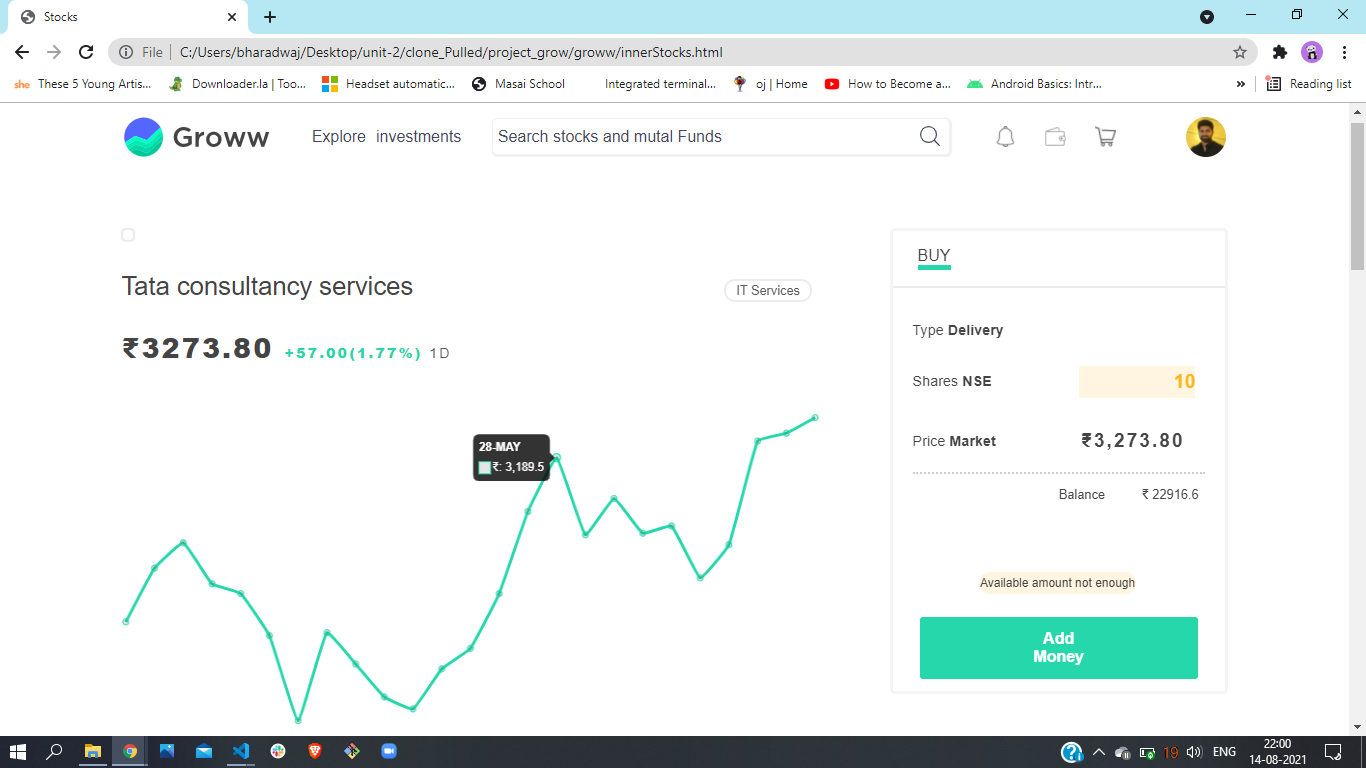 Stocks
File C:/Users/bharadwaj/Desktop/unit-2/clone_Pulled/project_grow/groww/innerStocks.html
she These 5 Young Artis... Downloader.la | Too... Headset automatic... Masai School Integrated terminal... oj | Home How to Become a... Android Basics: Intr... » Reading list
Groww Explore investments Search stocks and mutal Funds
Tata consultancy services IT Services
₹3273.80 +57.00(1.77%) 1D
28-MAY
₹: 3,189.5
BUY
Type Delivery
Shares NSE 10
Price Market ₹3,273.80
Balance ₹ 22916.6
Available amount not enough
Add
Money
19 ENG 22:00
14-08-2021